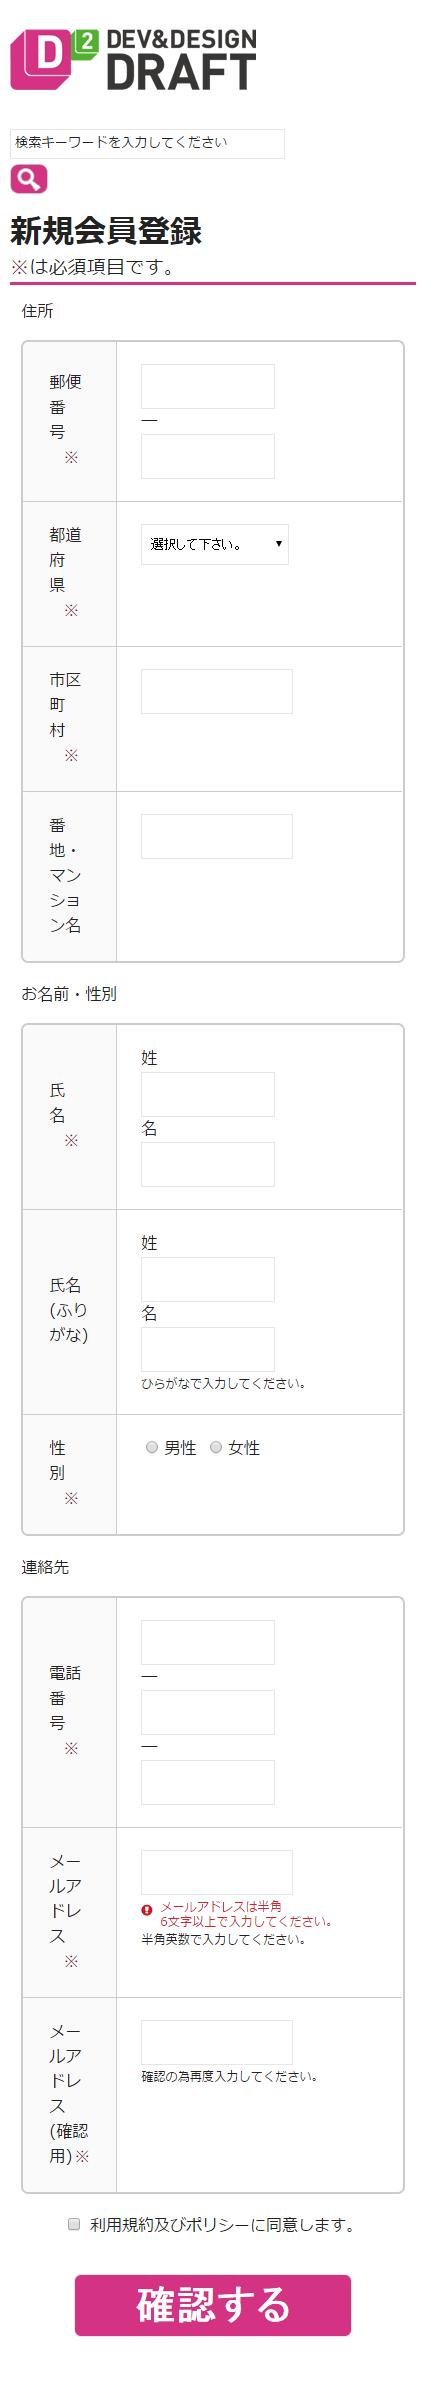 D2 DEV&DESIGN
DRAFT
検索キーワードを入力してください
新規会員登録
※は必須項目です。
住所
郵便
番
号
※
—
都道
府
県
※
選択して下さい。
市区
町
村
※
番
地・
マン
ショ
ン名
お名前・性別
氏
名
※
姓
名
氏名
(ふり
がな)
姓
名
ひらがなで入力してください。
性
別
※
男性 女性
連絡先
電話
番
号
※
—
—
メー
ルア
ドレ
ス
※
メールアドレスは半角
6文字以上で入力してください。
半角英数で入力してください。
メー
ルア
ドレ
ス
(確認
用)※
確認の為再度入力してください。
利用規約及びポリシーに同意します。
確認する